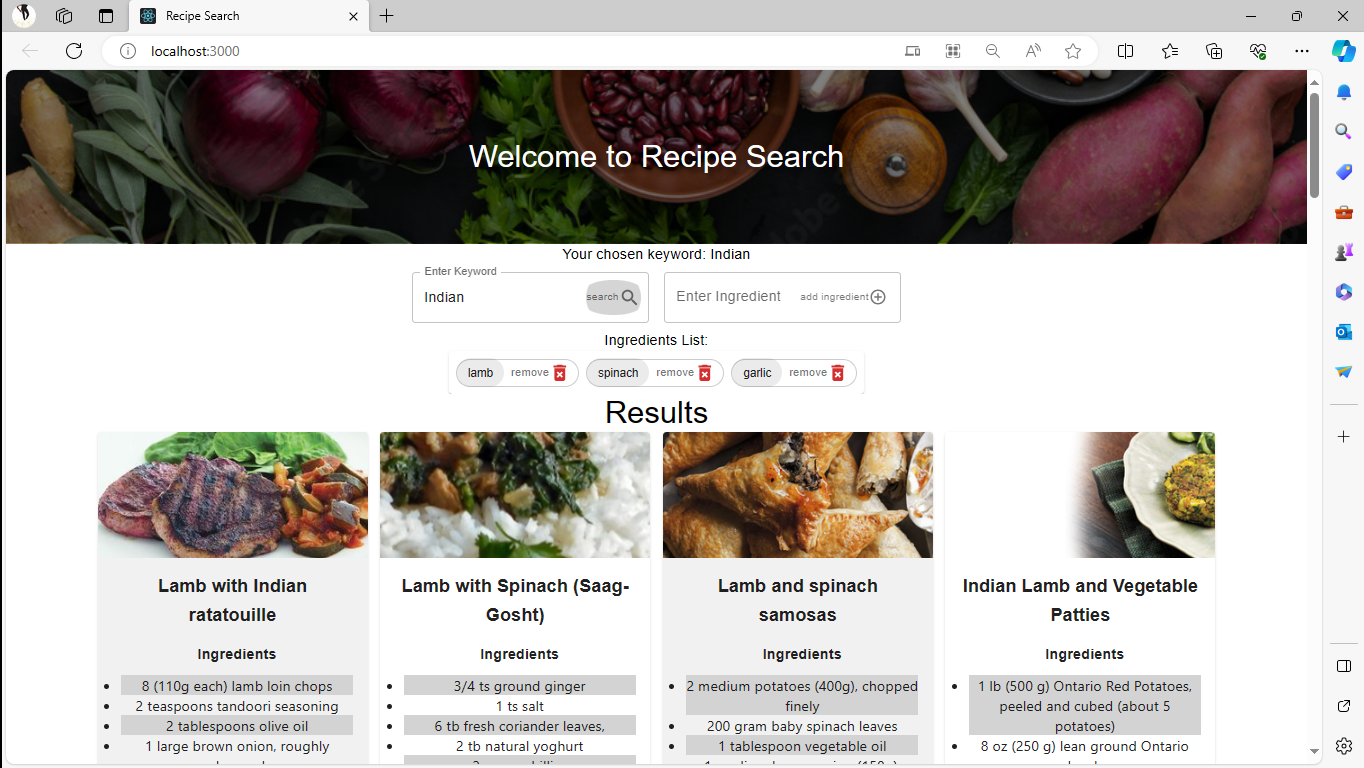 Recipe Search
localhost:3000
Welcome to Recipe Search
Your chosen keyword: Indian
Enter Keyword
Indian
search
Enter Ingredient
add ingredient
Ingredients List:
lamb remove
spinach remove
garlic remove
Results
Lamb with Indian
ratatouille
Ingredients
8 (110g each) lamb loin chops
2 teaspoons tandoori seasoning
2 tablespoons olive oil
1 large brown onion, roughly
Lamb with Spinach (Saag-
Gosht)
Ingredients
3/4 ts ground ginger
1 ts salt
6 tb fresh coriander leaves,
2 tb natural yoghurt
Lamb and spinach
samosas
Ingredients
2 medium potatoes (400g), chopped
finely
200 gram baby spinach leaves
1 tablespoon vegetable oil
Indian Lamb and Vegetable
Patties
Ingredients
1 lb (500 g) Ontario Red Potatoes,
peeled and cubed (about 5
potatoes)
8 oz (250 g) lean ground Ontario